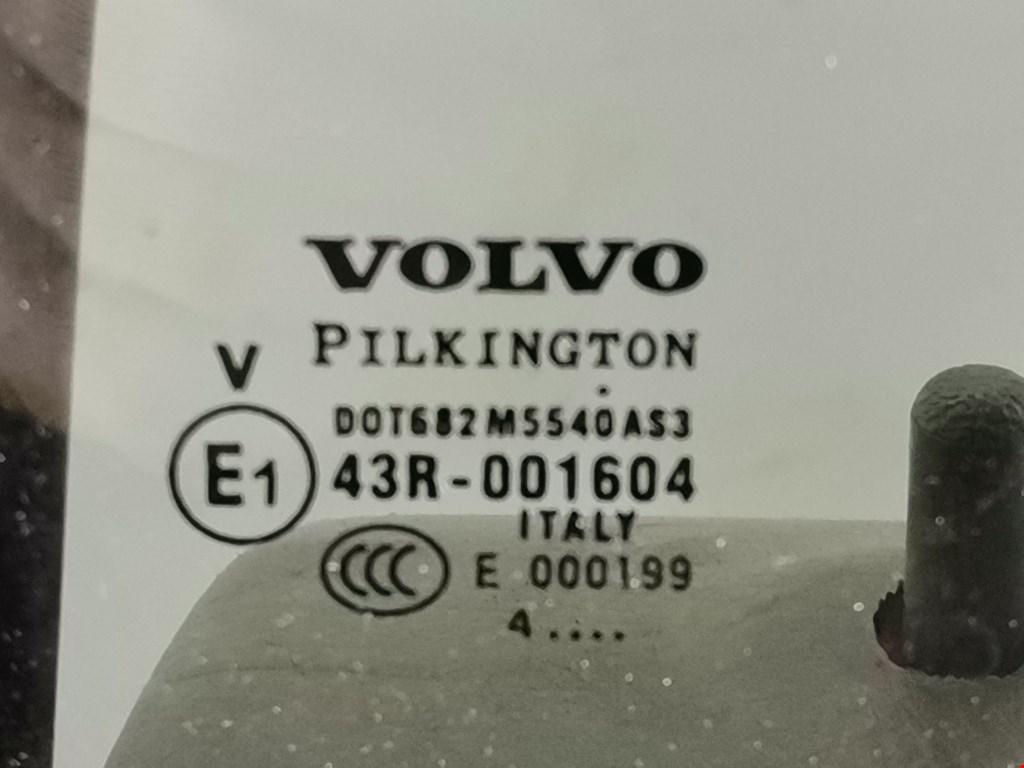 VOLVO
PILKINGTON
V
DOT682M5540AS3
E1 43R-001604
ITALY
CCC E 000199
4....